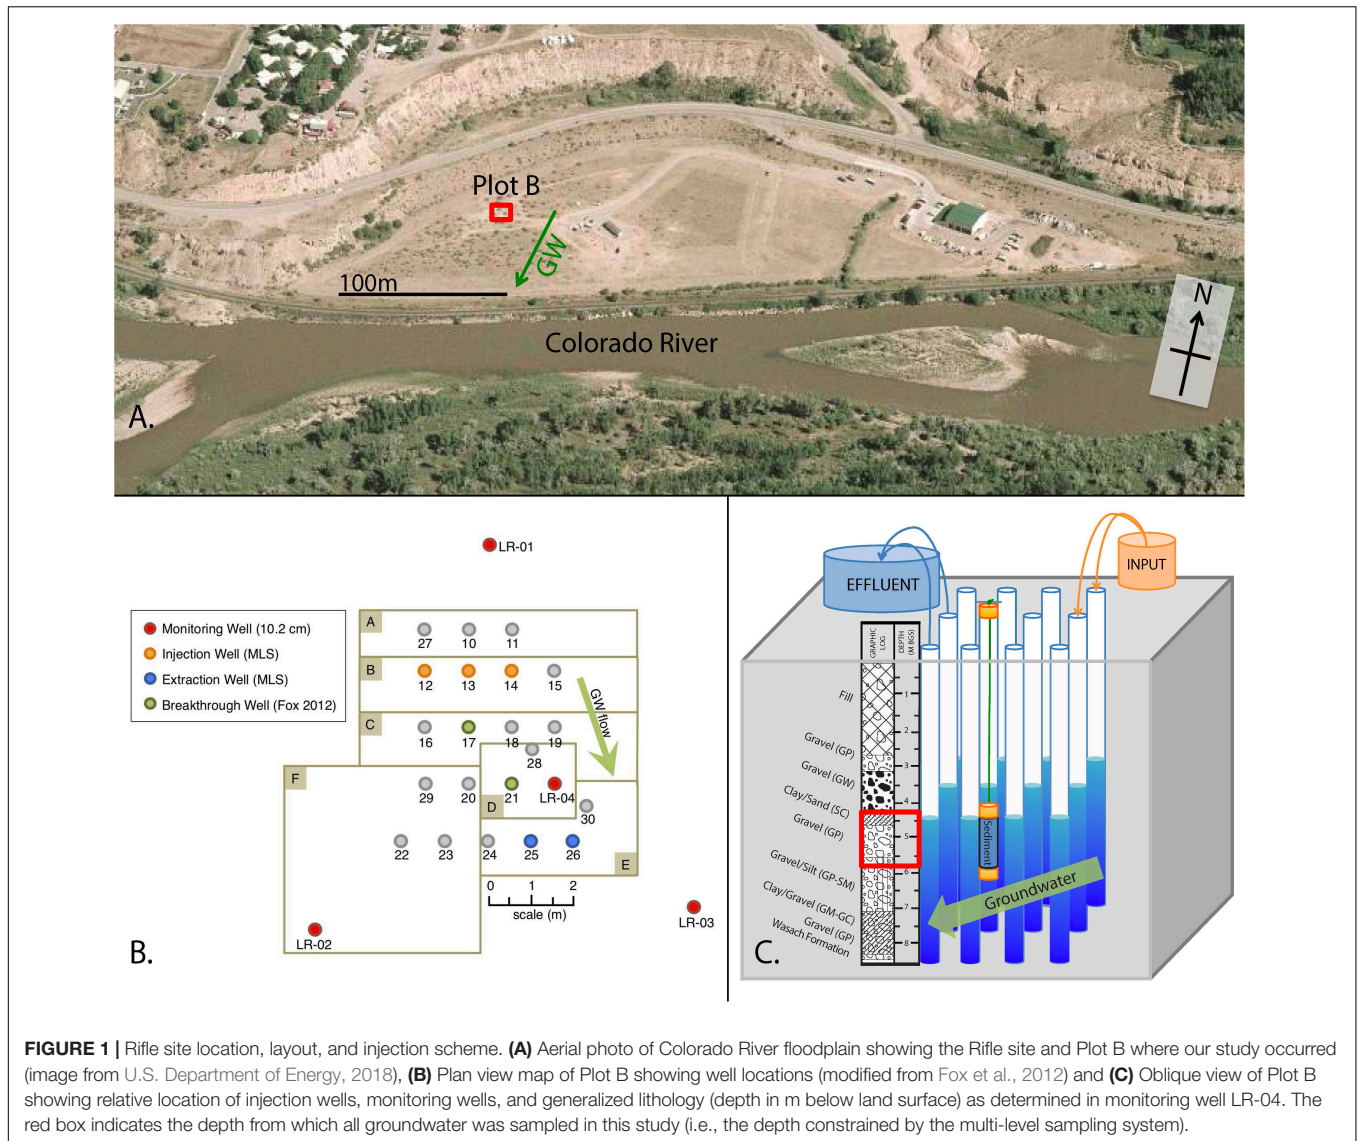 Plot B
GW
100m
Colorado River
N
A.
LR-01
Monitoring Well (10.2 cm)
Injection Well (MLS)
Extraction Well (MLS)
Breakthrough Well (Fox 2012)
A
27 10 11
B
12 13 14 15
GW flow
C
16 17 18 19
28
F
29 20 21 LR-04
D
30
22 23 24 25 26
E
0 1 2
scale (m)
LR-03
LR-02
B.
EFFLUENT
INPUT
GRAPHIC
LOG
DEPTH
(M BGS)
Fill
Gravel (GP)
Gravel (GW)
Clay/Sand (SC)
Gravel (GP)
Gravel/Silt (GP-SM)
Clay/Gravel (GM-GC)
Gravel (GP)
Wasach Formation
1
2
3
4
5
6
7
8
Sediment
Groundwater
C.
FIGURE 1 | Rifle site location, layout, and injection scheme. (A) Aerial photo of Colorado River floodplain showing the Rifle site and Plot B where our study occurred
(image from U.S. Department of Energy, 2018), (B) Plan view map of Plot B showing well locations (modified from Fox et al., 2012) and (C) Oblique view of Plot B
showing relative location of injection wells, monitoring wells, and generalized lithology (depth in m below land surface) as determined in monitoring well LR-04. The
red box indicates the depth from which all groundwater was sampled in this study (i.e., the depth constrained by the multi-level sampling system).